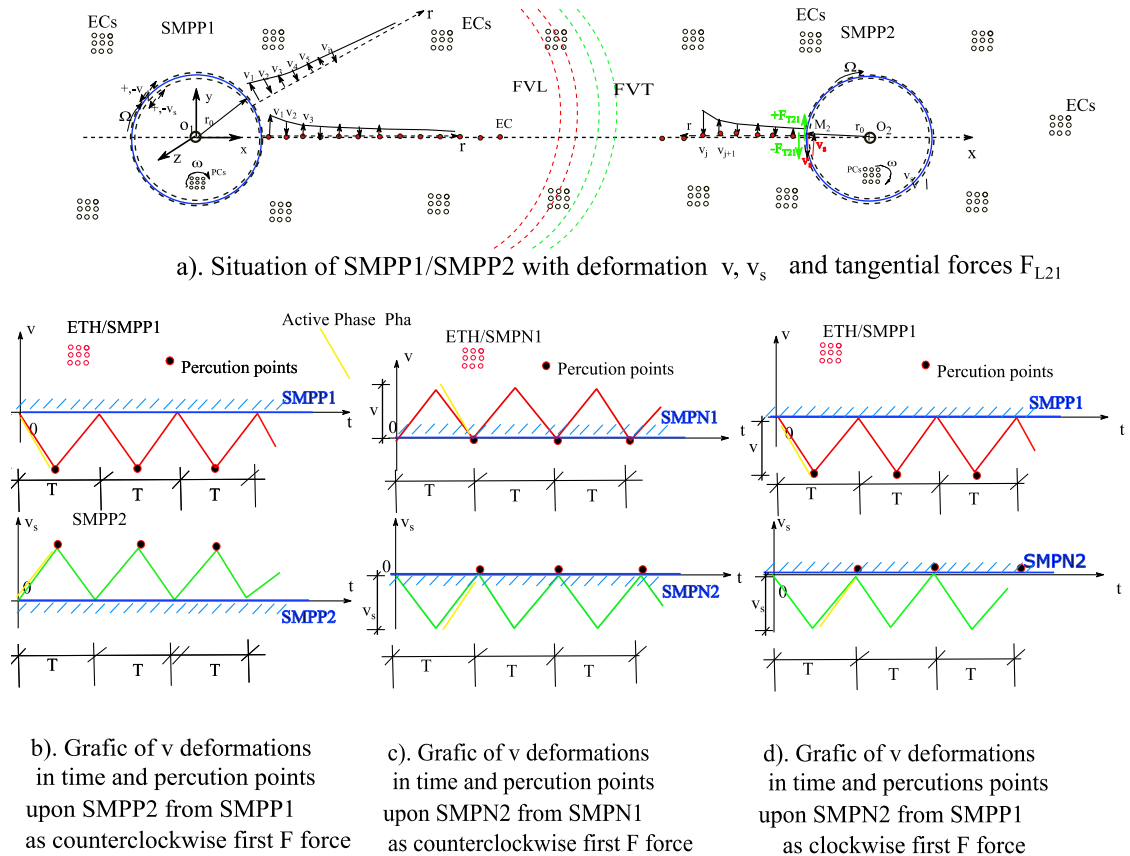 ECs
SMPP1
r
ECs
ECs
SMPP2
v1 v2 v3 v4 v5 vn
+,-v
+,-vs
Ω
y
r0
O1
x
z
ω
PCs
v1 v2 v3
r
EC
FVL
FVT
Ω
ECs
+FT21
M2
r0
O2
r
vj
vj+1
-FT21
vs
x
PCs
ω
a). Situation of SMPP1/SMPP2 with deformation v, vs and tangential forces FL21
v
ETH/SMPP1
Percution points
SMPP1
0
t
T T T
vs
SMPP2
0
t
SMPP2
T T T
Active Phase Pha
ETH/SMPN1
v
Percution points
v
SMPN1
0
t
T T T
vs
0
t
SMPN2
vs
T T T
v
ETH/SMPP1
Percution points
SMPP1
0
t
v
T T T
vs
SMPN2
0
t
vs
T T T
b). Grafic of v deformations
in time and percution points
upon SMPP2 from SMPP1
as counterclockwise first F force
c). Grafic of v deformations
in time and percution points
upon SMPN2 from SMPN1
as counterclockwise first F force
d). Grafic of v deformations
in time and percutions points
upon SMPN2 from SMPP1
as clockwise first F force